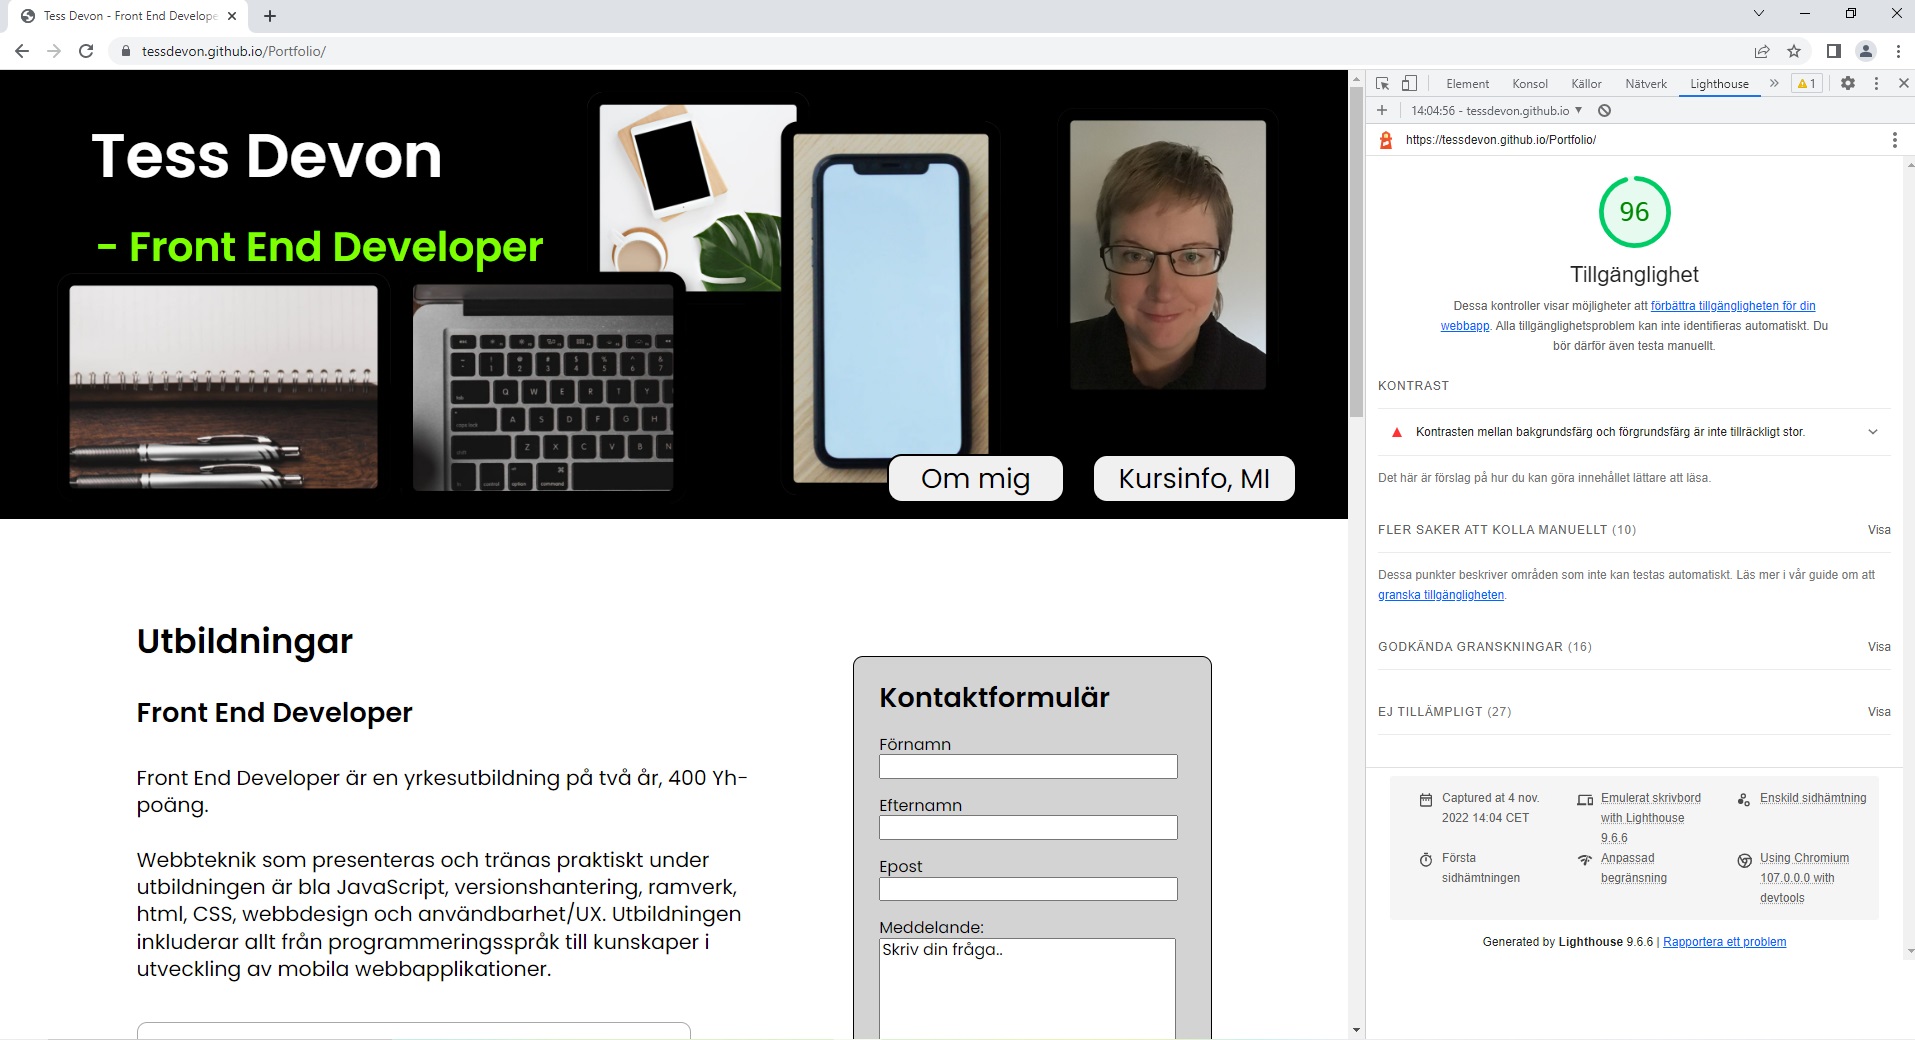 Tess Devon - Front End Develope
tessdevon.github.io/Portfolio/
Tess Devon
- Front End Developer
Om mig
Kursinfo, MI
Utbildningar
Front End Developer
Front End Developer är en yrkesutbildning på två år, 400 Yh-
poäng.
Webbteknik som presenteras och tränas praktiskt under
utbildningen är bla JavaScript, versionshantering, ramverk,
html, CSS, webbdesign och användbarhet/UX. Utbildningen
inkluderar allt från programmeringsspråk till kunskaper i
utveckling av mobila webbapplikationer.
Kontaktformulär
Förnamn
Efternamn
Epost
Meddelande:
Skriv din fråga..
Element Konsol Källor Nätverk Lighthouse 1
14:04:56 - tessdevon.github.io
https://tessdevon.github.io/Portfolio/
96
Tillgänglighet
Dessa kontroller visar möjligheter att förbättra tillgängligheten för din
webbapp. Alla tillgänglighetsproblem kan inte identifieras automatiskt. Du
bör därför även testa manuellt.
KONTRAST
Kontrasten mellan bakgrundsfärg och förgrundsfärg är inte tillräckligt stor.
Det här är förslag på hur du kan göra innehållet lättare att läsa.
FLER SAKER ATT KOLLA MANUELLT (10) Visa
Dessa punkter beskriver områden som inte kan testas automatiskt. Läs mer i vår guide om att
granska tillgängligheten.
GODKÄNDA GRANSKNINGAR (16) Visa
EJ TILLÄMPLIGT (27) Visa
Captured at 4 nov.
2022 14:04 CET
Emulerat skrivbord
with Lighthouse
9.6.6
Enskild sidhämtning
Första
sidhämtningen
Anpassad
begränsning
Using Chromium
107.0.0.0 with
devtools
Generated by Lighthouse 9.6.6 | Rapportera ett problem